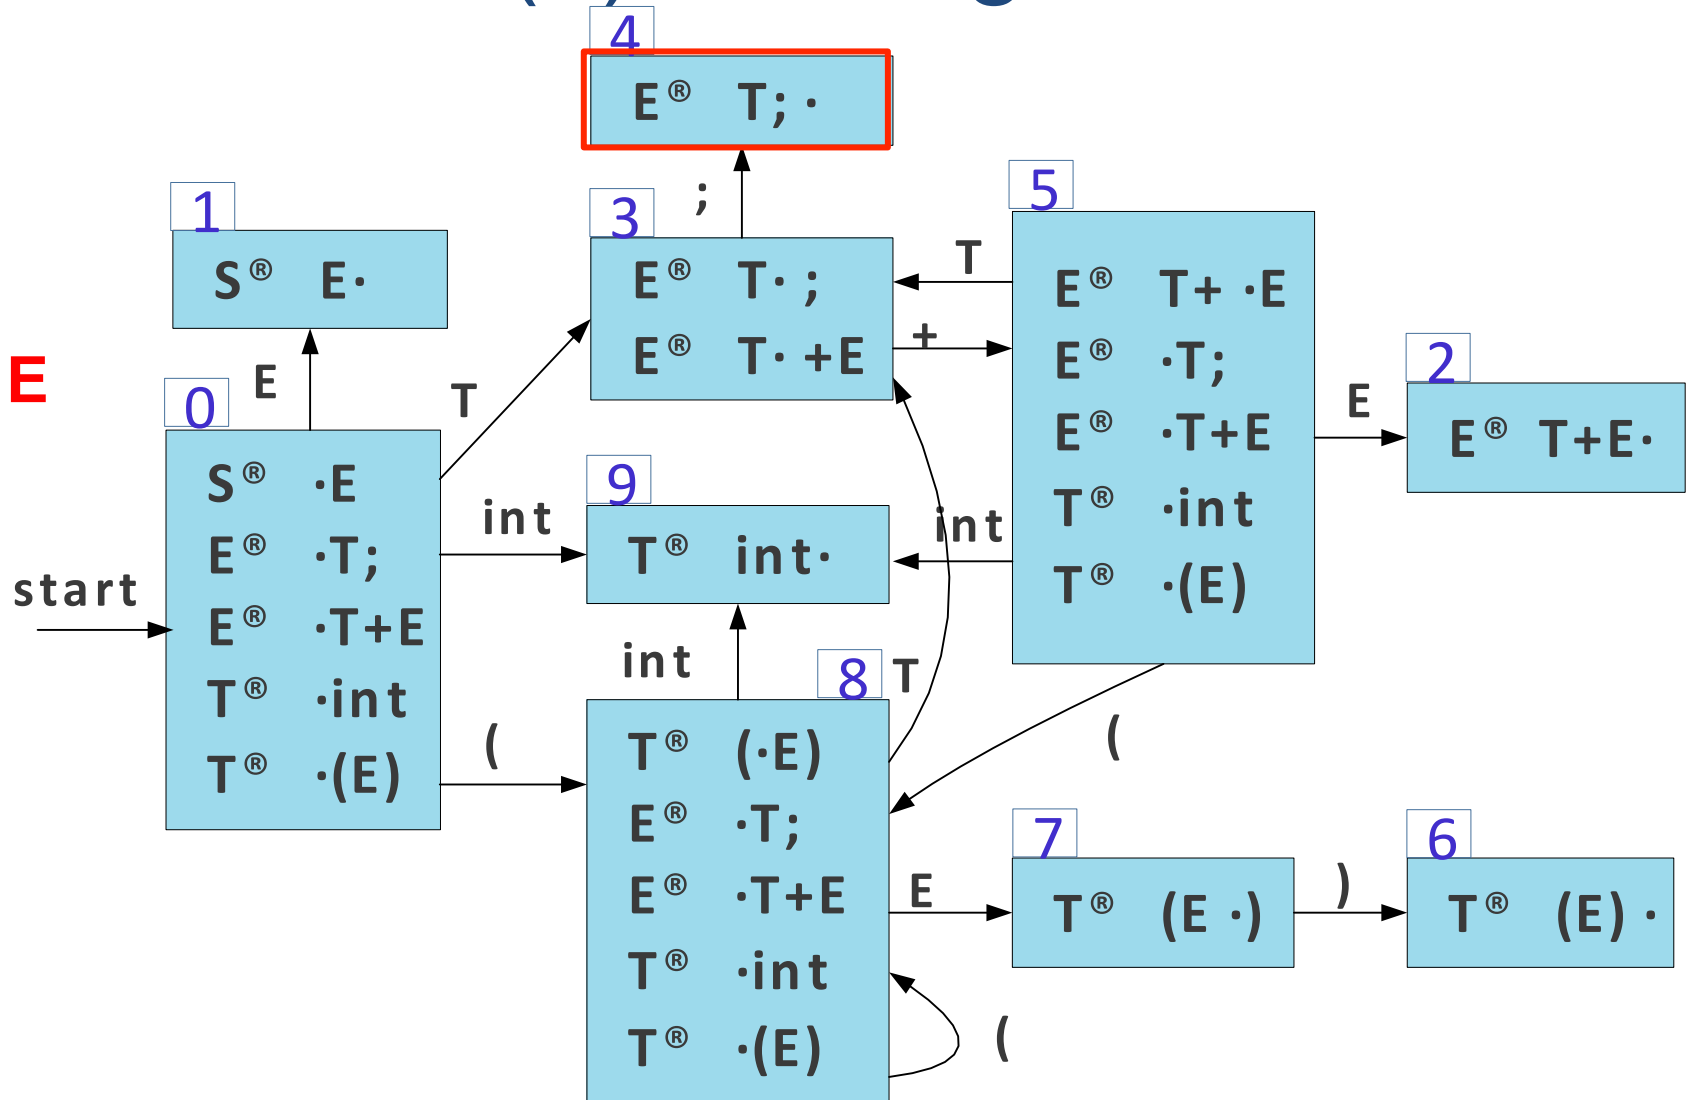 4
E® T; ·
1
S® E·
;
3
E® T· ;
E® T· +E
T
+
5
E® T+ ·E
E® ·T;
E® ·T+E
T® ·int
T® ·(E)
E
2
E® T+E·
E
E
T
0
S® ·E
E® ·T;
E® ·T+E
T® ·int
T® ·(E)
start
int
9
T® int·
int
int
(
8
T
T® (·E)
E® ·T;
E® ·T+E
T® ·int
T® ·(E)
(
E
7
T® (E ·)
)
6
T® (E) ·
(